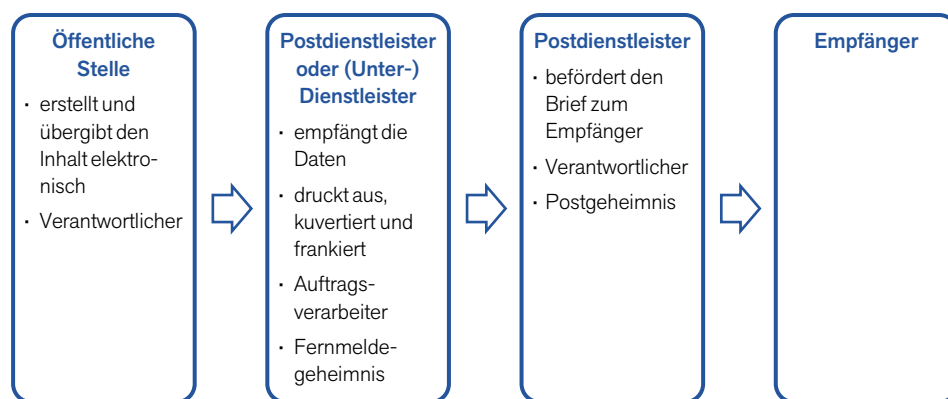 Öffentliche
Stelle
· erstellt und
übergibt den
Inhalt elektro-
nisch
· Verantwortlicher
Postdienstleister
oder (Unter-)
Dienstleister
· empfängt die
Daten
· druckt aus,
kuvertiert und
frankiert
· Auftrags-
verarbeiter
· Fernmelde-
geheimnis
Postdienstleister
· befördert den
Brief zum
Empfänger
· Verantwortlicher
· Postgeheimnis
Empfänger